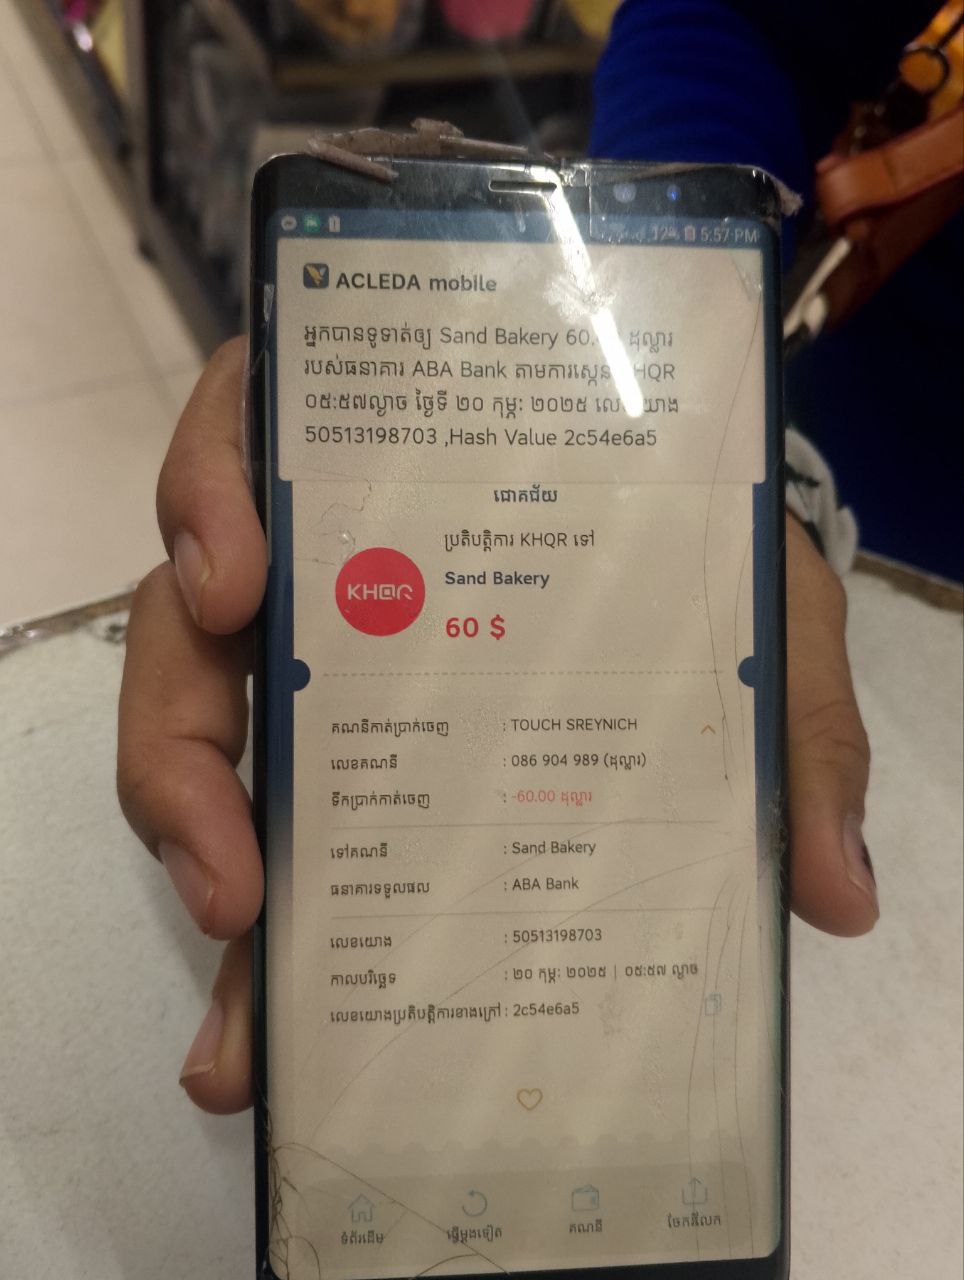 12% 5:57 PM
ACLEDA mobile
អ្នកបានទូទាត់ឲ្យ Sand Bakery ដុល្លារ
របស់ធនាគារ ABA Bank តាមការស្កេន
០៥:៥៧ល្ងាច ថ្ងៃទី ២០ កុម្ភៈ ២០២៥
50513198703 ,Hash Value 2c54e6a5
ជោគជ័យ
ប្រតិបត្តិការ KHQR ទៅ
KHQR
Sand Bakery
60 $
គណនីកាត់ប្រាក់ចេញ : TOUCH SREYNICH
លេខគណនី : 086 904 989 (ដុល្លារ)
ទឹកប្រាក់កាត់ចេញ : -60.00 ដុល្លារ
ទៅគណនី : Sand Bakery
ធនាគារទទួលផល : ABA Bank
លេខយោង : 50513198703
កាលបរិច្ឆេទ : ២០ កុម្ភៈ ២០២៥ | ០៥:៥៧ ល្ងាច
លេខយោងប្រតិបត្តិការខាងក្រៅ : 2c54e6a5
ទំព័រដើម ធ្វើម្តងទៀត គណនី ចែករំលែក